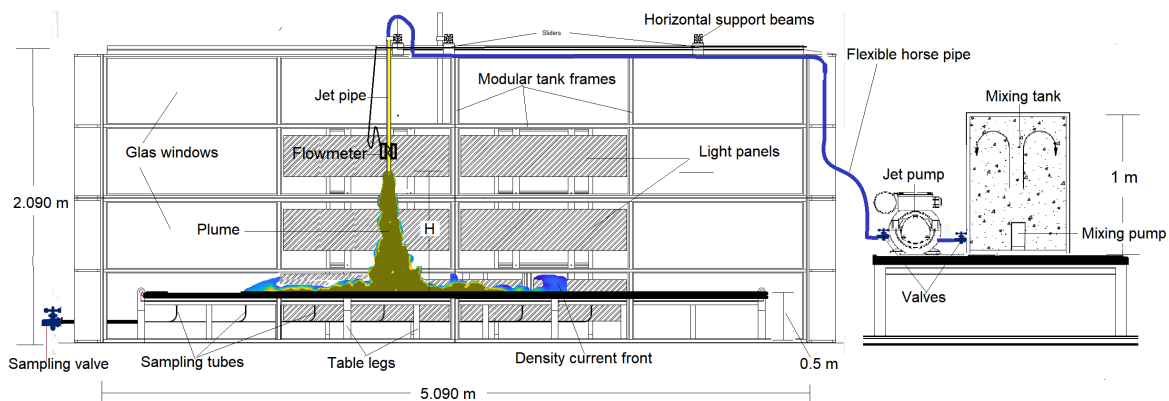 Horizontal support beams
Sliders
Flexible horse pipe
Modular tank frames
Mixing tank
Jet pipe
Glas windows
Flowmeter
Light panels
Jet pump
1 m
2.090 m
Plume
H
Mixing pump
Valves
Sampling valve
Sampling tubes
Table legs
Density current front
0.5 m
5.090 m